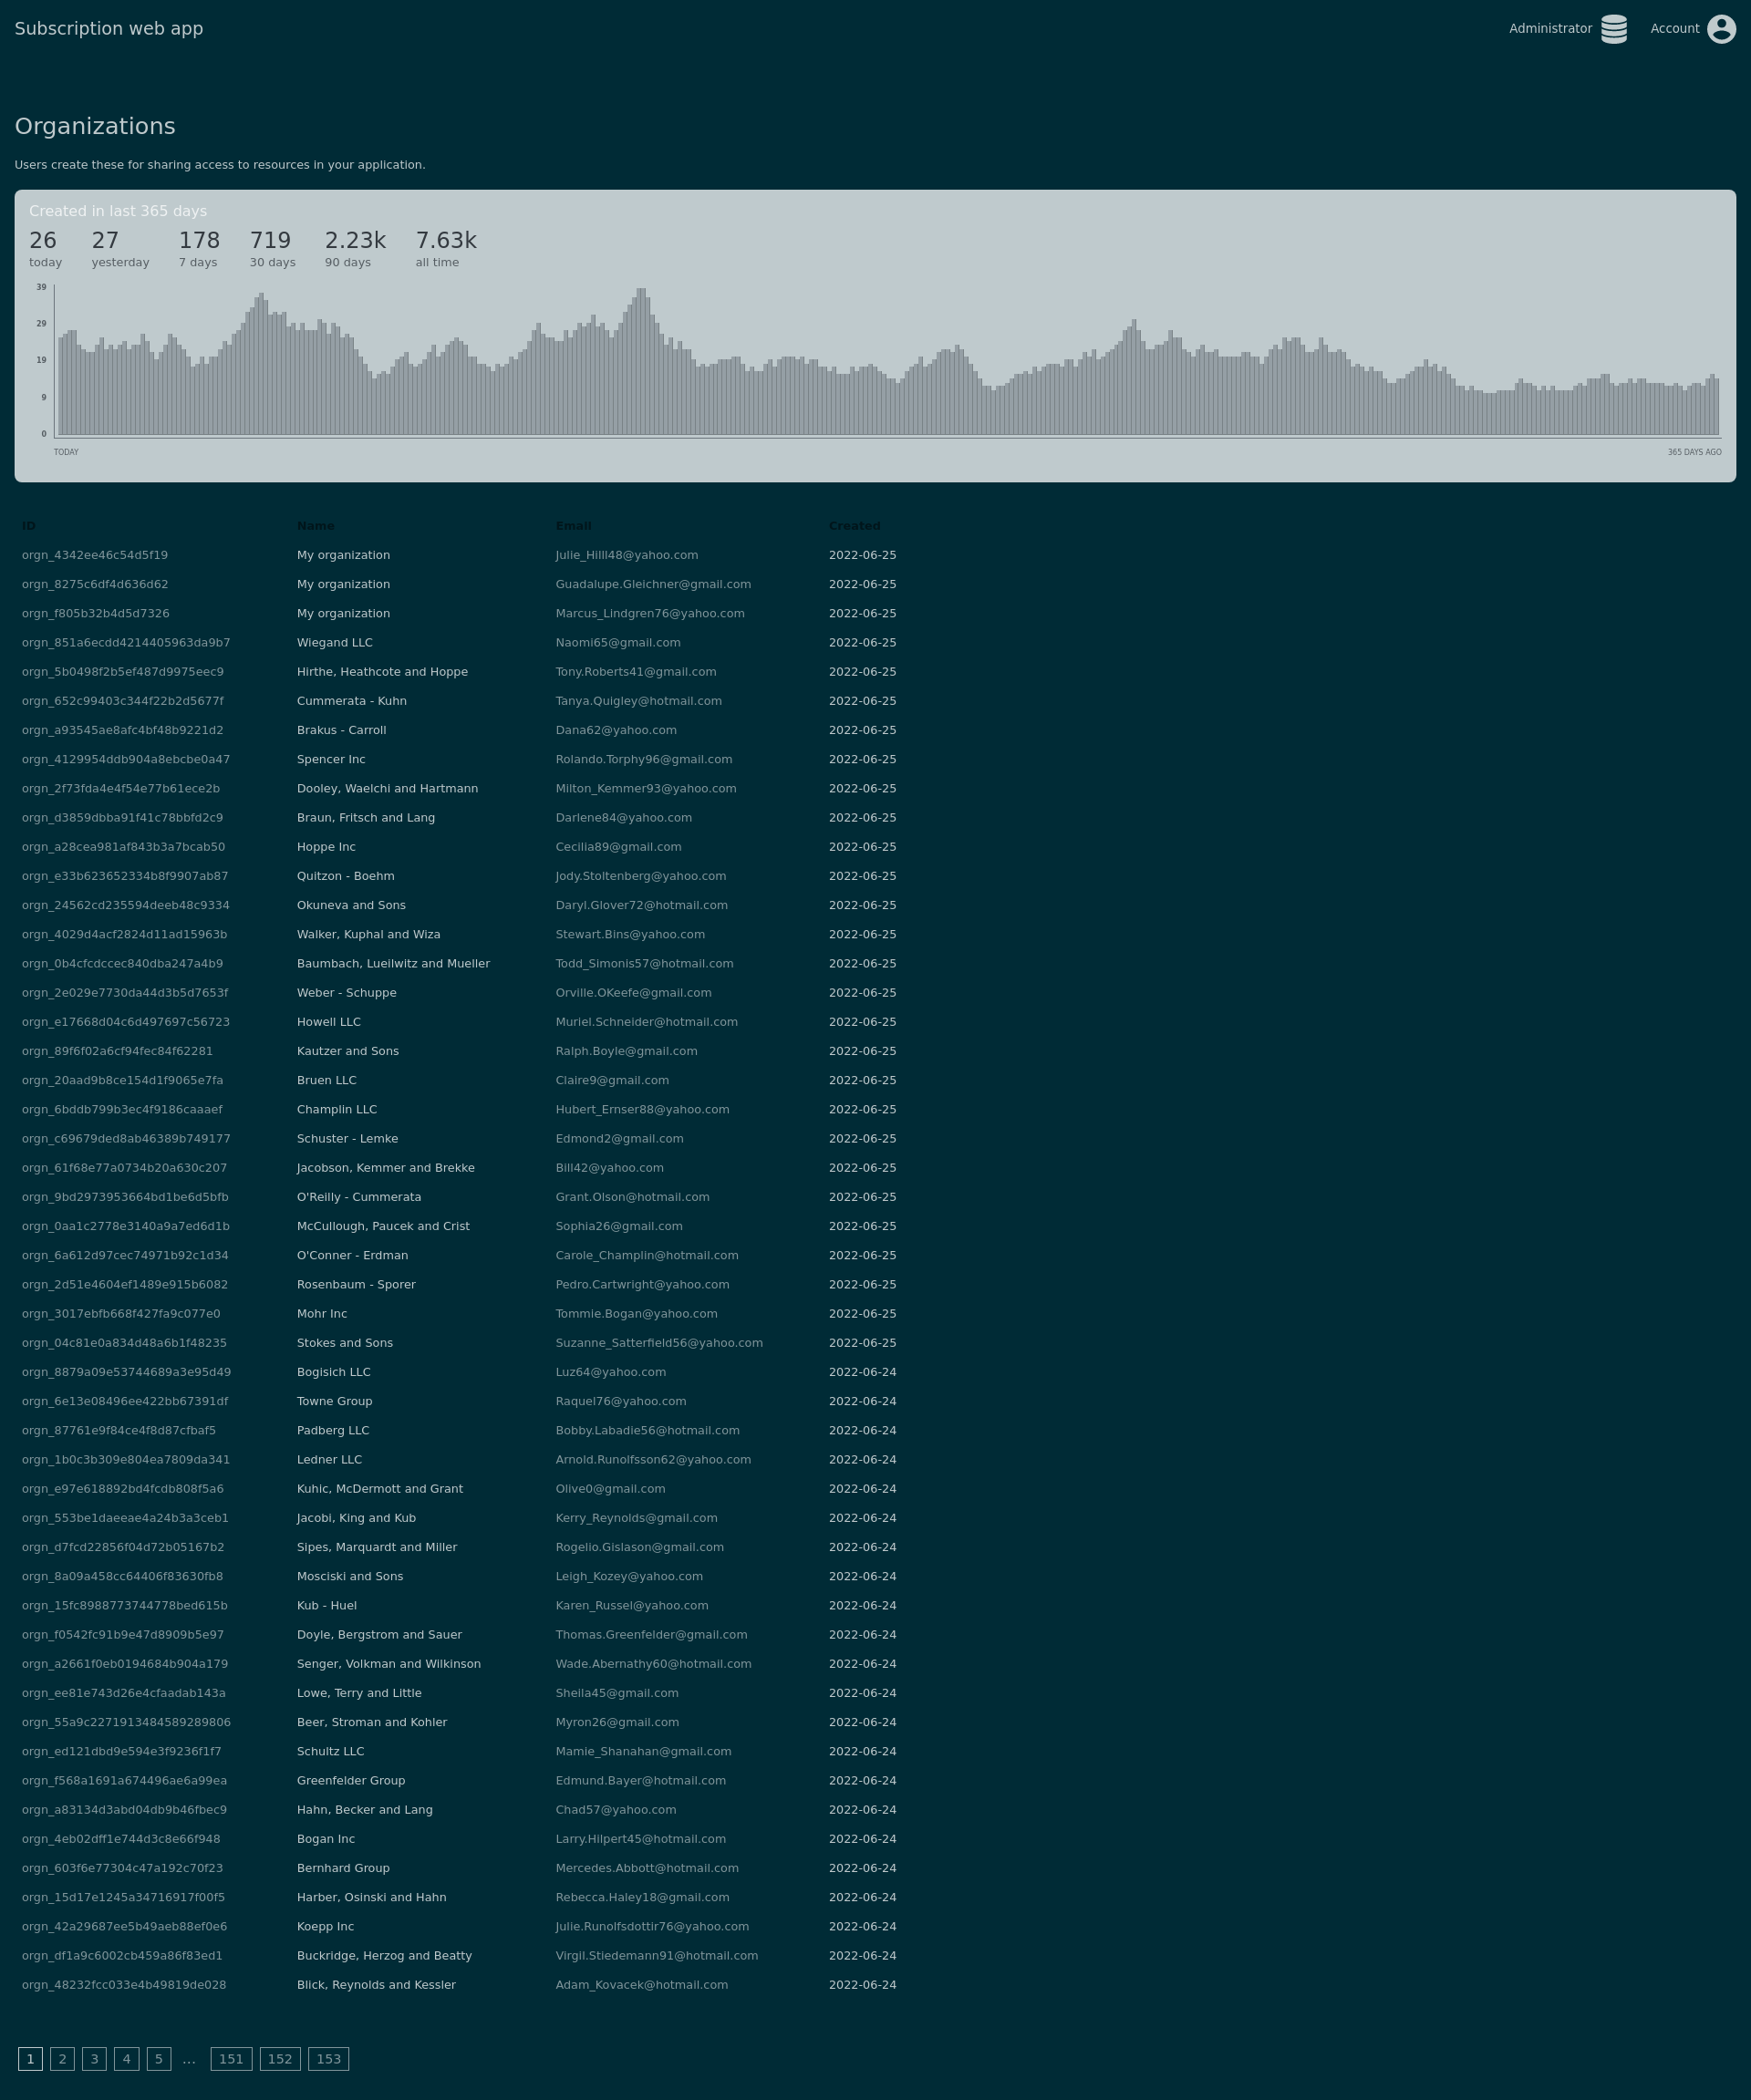 Subscription web app Administrator Account
Organizations
Users create these for sharing access to resources in your application.
Created in last 365 days
26 27 178 719 2.23k 7.63k
today yesterday 7 days 30 days 90 days all time
39
29
19
9
0
TODAY 365 DAYS AGO
ID Name Email Created
orgn_4342ee46c54d5f19 My organization Julie_Hilll48@yahoo.com 2022-06-25
orgn_8275c6df4d636d62 My organization Guadalupe.Gleichner@gmail.com 2022-06-25
orgn_f805b32b4d5d7326 My organization Marcus_Lindgren76@yahoo.com 2022-06-25
orgn_851a6ecdd4214405963da9b7 Wiegand LLC Naomi65@gmail.com 2022-06-25
orgn_5b0498f2b5ef487d9975eec9 Hirthe, Heathcote and Hoppe Tony.Roberts41@gmail.com 2022-06-25
orgn_652c99403c344f22b2d5677f Cummerata - Kuhn Tanya.Quigley@hotmail.com 2022-06-25
orgn_a93545ae8afc4bf48b9221d2 Brakus - Carroll Dana62@yahoo.com 2022-06-25
orgn_4129954ddb904a8ebcbe0a47 Spencer Inc Rolando.Torphy96@gmail.com 2022-06-25
orgn_2f73fda4e4f54e77b61ece2b Dooley, Waelchi and Hartmann Milton_Kemmer93@yahoo.com 2022-06-25
orgn_d3859dbba91f41c78bbfd2c9 Braun, Fritsch and Lang Darlene84@yahoo.com 2022-06-25
orgn_a28cea981af843b3a7bcab50 Hoppe Inc Cecilia89@gmail.com 2022-06-25
orgn_e33b623652334b8f9907ab87 Quitzon - Boehm Jody.Stoltenberg@yahoo.com 2022-06-25
orgn_24562cd235594deeb48c9334 Okuneva and Sons Daryl.Glover72@hotmail.com 2022-06-25
orgn_4029d4acf2824d11ad15963b Walker, Kuphal and Wiza Stewart.Bins@yahoo.com 2022-06-25
orgn_0b4cfcdccec840dba247a4b9 Baumbach, Lueilwitz and Mueller Todd_Simonis57@hotmail.com 2022-06-25
orgn_2e029e7730da44d3b5d7653f Weber - Schuppe Orville.OKeefe@gmail.com 2022-06-25
orgn_e17668d04c6d497697c56723 Howell LLC Muriel.Schneider@hotmail.com 2022-06-25
orgn_89f6f02a6cf94fec84f62281 Kautzer and Sons Ralph.Boyle@gmail.com 2022-06-25
orgn_20aad9b8ce154d1f9065e7fa Bruen LLC Claire9@gmail.com 2022-06-25
orgn_6bddb799b3ec4f9186caaaef Champlin LLC Hubert_Ernser88@yahoo.com 2022-06-25
orgn_c69679ded8ab46389b749177 Schuster - Lemke Edmond2@gmail.com 2022-06-25
orgn_61f68e77a0734b20a630c207 Jacobson, Kemmer and Brekke Bill42@yahoo.com 2022-06-25
orgn_9bd2973953664bd1be6d5bfb O'Reilly - Cummerata Grant.Olson@hotmail.com 2022-06-25
orgn_0aa1c2778e3140a9a7ed6d1b McCullough, Paucek and Crist Sophia26@gmail.com 2022-06-25
orgn_6a612d97cec74971b92c1d34 O'Conner - Erdman Carole_Champlin@hotmail.com 2022-06-25
orgn_2d51e4604ef1489e915b6082 Rosenbaum - Sporer Pedro.Cartwright@yahoo.com 2022-06-25
orgn_3017ebfb668f427fa9c077e0 Mohr Inc Tommie.Bogan@yahoo.com 2022-06-25
orgn_04c81e0a834d48a6b1f48235 Stokes and Sons Suzanne_Satterfield56@yahoo.com 2022-06-25
orgn_8879a09e53744689a3e95d49 Bogisich LLC Luz64@yahoo.com 2022-06-24
orgn_6e13e08496ee422bb67391df Towne Group Raquel76@yahoo.com 2022-06-24
orgn_87761e9f84ce4f8d87cfbaf5 Padberg LLC Bobby.Labadie56@hotmail.com 2022-06-24
orgn_1b0c3b309e804ea7809da341 Ledner LLC Arnold.Runolfsson62@yahoo.com 2022-06-24
orgn_e97e618892bd4fcdb808f5a6 Kuhic, McDermott and Grant Olive0@gmail.com 2022-06-24
orgn_553be1daeeae4a24b3a3ceb1 Jacobi, King and Kub Kerry_Reynolds@gmail.com 2022-06-24
orgn_d7fcd22856f04d72b05167b2 Sipes, Marquardt and Miller Rogelio.Gislason@gmail.com 2022-06-24
orgn_8a09a458cc64406f83630fb8 Mosciski and Sons Leigh_Kozey@yahoo.com 2022-06-24
orgn_15fc8988773744778bed615b Kub - Huel Karen_Russel@yahoo.com 2022-06-24
orgn_f0542fc91b9e47d8909b5e97 Doyle, Bergstrom and Sauer Thomas.Greenfelder@gmail.com 2022-06-24
orgn_a2661f0eb0194684b904a179 Senger, Volkman and Wilkinson Wade.Abernathy60@hotmail.com 2022-06-24
orgn_ee81e743d26e4cfaadab143a Lowe, Terry and Little Sheila45@gmail.com 2022-06-24
orgn_55a9c2271913484589289806 Beer, Stroman and Kohler Myron26@gmail.com 2022-06-24
orgn_ed121dbd9e594e3f9236f1f7 Schultz LLC Mamie_Shanahan@gmail.com 2022-06-24
orgn_f568a1691a674496ae6a99ea Greenfelder Group Edmund.Bayer@hotmail.com 2022-06-24
orgn_a83134d3abd04db9b46fbec9 Hahn, Becker and Lang Chad57@yahoo.com 2022-06-24
orgn_4eb02dff1e744d3c8e66f948 Bogan Inc Larry.Hilpert45@hotmail.com 2022-06-24
orgn_603f6e77304c47a192c70f23 Bernhard Group Mercedes.Abbott@hotmail.com 2022-06-24
orgn_15d17e1245a34716917f00f5 Harber, Osinski and Hahn Rebecca.Haley18@gmail.com 2022-06-24
orgn_42a29687ee5b49aeb88ef0e6 Koepp Inc Julie.Runolfsdottir76@yahoo.com 2022-06-24
orgn_df1a9c6002cb459a86f83ed1 Buckridge, Herzog and Beatty Virgil.Stiedemann91@hotmail.com 2022-06-24
orgn_48232fcc033e4b49819de028 Blick, Reynolds and Kessler Adam_Kovacek@hotmail.com 2022-06-24
1 2 3 4 5 ... 151 152 153